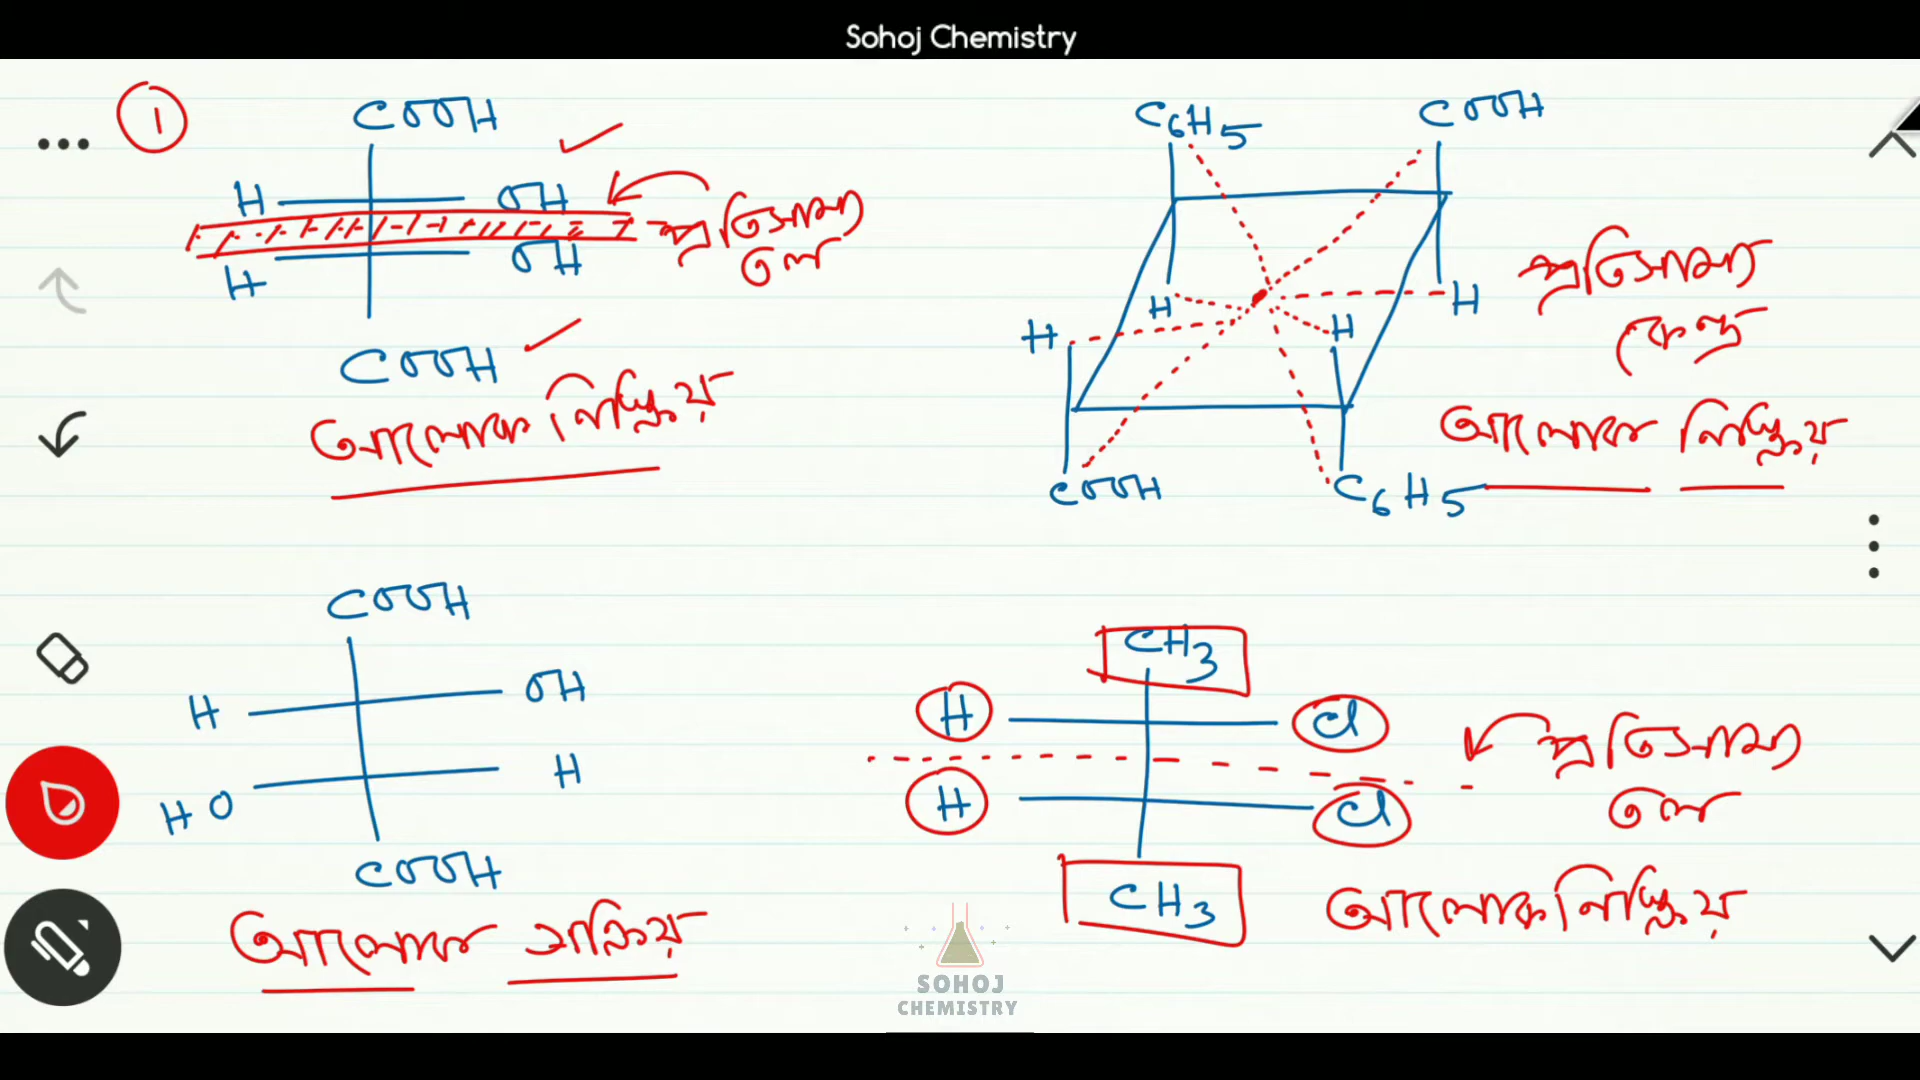 Sohoj Chemistry
1
COOH
H OH
প্রতিসাম্য
তল
H OH
COOH
আলোক নিষ্ক্রিয়
C6H5 COOH
H H
H H
COOH C6H5
প্রতিসাম্য
কেন্দ্র
আলোক নিষ্ক্রিয়
COOH
H OH
HO H
COOH
আলোক সক্রিয়
CH3
H Cl
H Cl
CH3
প্রতিসাম্য
তল
আলোক নিষ্ক্রিয়
SOHOJ
CHEMISTRY